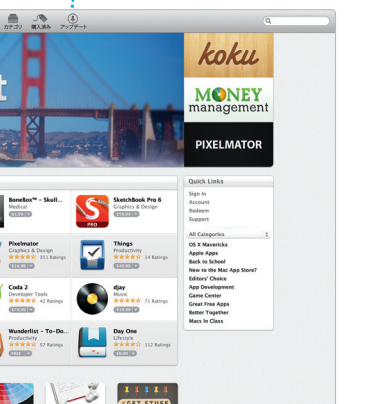 カテゴリ 購入済み アップデート
koku
MONEY
management
PIXELMATOR
Quick Links
Sign In
Account
Redeem
Support
All Categories
OS X Mavericks
Apple Apps
Back to School
New to the Mac App Store?
Editors' Choice
App Development
Game Center
Great Free Apps
Better Together
Macs In Class
BoneBox™ - Skull...
Medical
SketchBook Pro 6
Graphics & Design
PRO
Pixelmator
Graphics & Design
351 Ratings
Things
Productivity
14 Ratings
Coda 2
Developer Tools
42 Ratings
djay
Music
71 Ratings
Wunderlist - To-Do...
Productivity
57 Ratings
Day One
Lifestyle
112 Ratings
GET STUFF